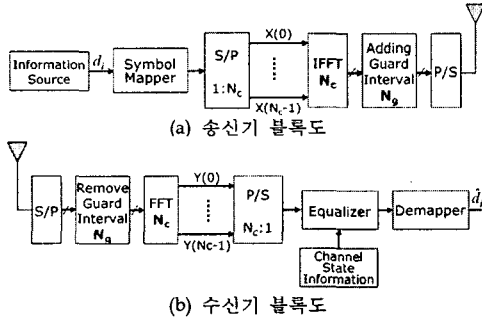 Information Source
d_i
Symbol Mapper
S/P
1:N_c
X(0)
X(N_c-1)
IFFT
N_c
Adding Guard Interval
N_g
P/S
(a) 송신기 블록도
S/P
Remove Guard Interval
N_g
FFT
N_c
Y(0)
Y(Nc-1)
P/S
N_c:1
Equalizer
Channel State Information
Demapper
d̂_i
(b) 수신기 블록도